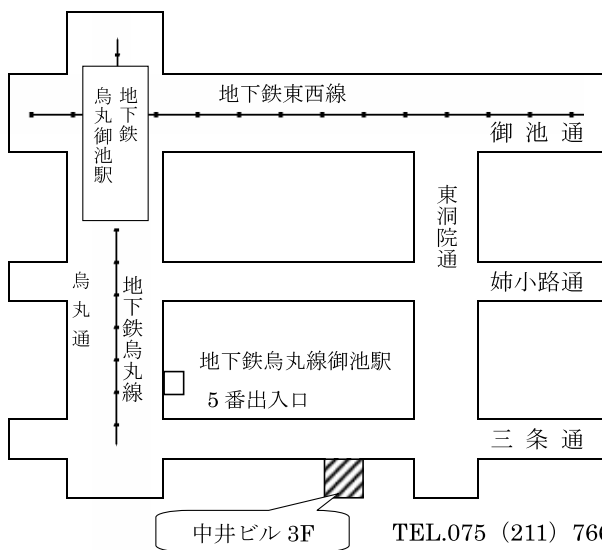 地下鉄東西線
地下鉄
烏丸御池駅
御池通
東洞院通
姉小路通
烏丸通
地下鉄烏丸線
地下鉄烏丸線御池駅
5番出入口
三条通
中井ビル 3F
TEL.075（211）766